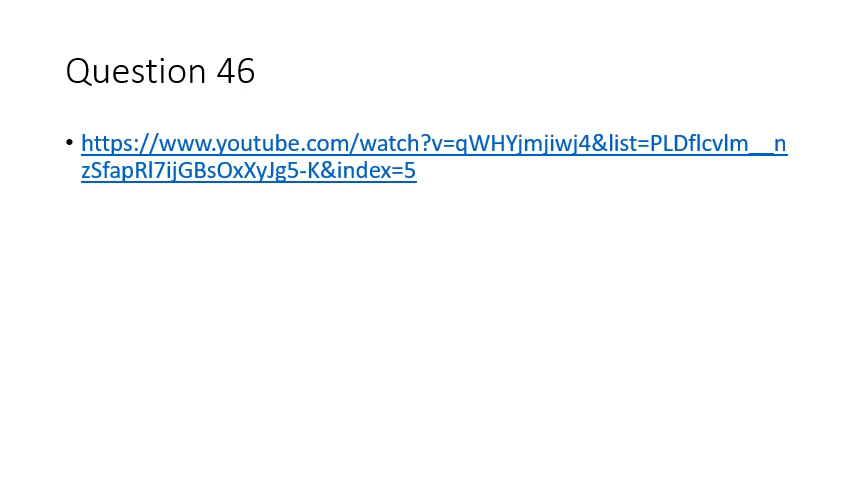 Question 46
• https://www.youtube.com/watch?v=qWHYjmjiwj4&list=PLDflcvlm__n
zSfapRl7ijGBsOxXyJg5-K&index=5